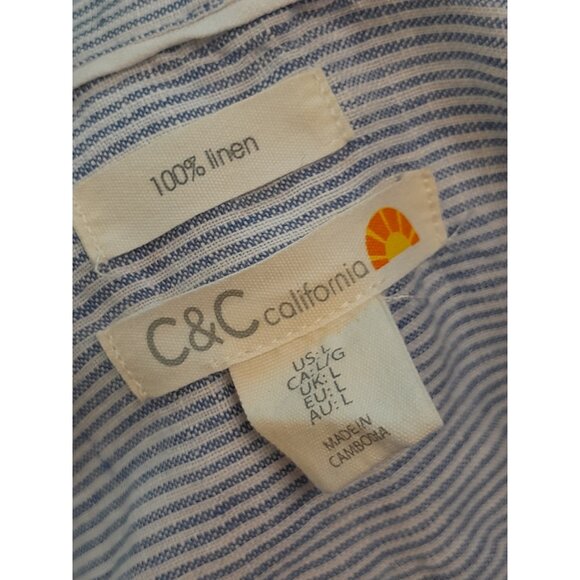 100% linen
C&C california
US: L
CA: L/G
UK: L
EU: L
AU: L
MADE IN
CAMBODIA